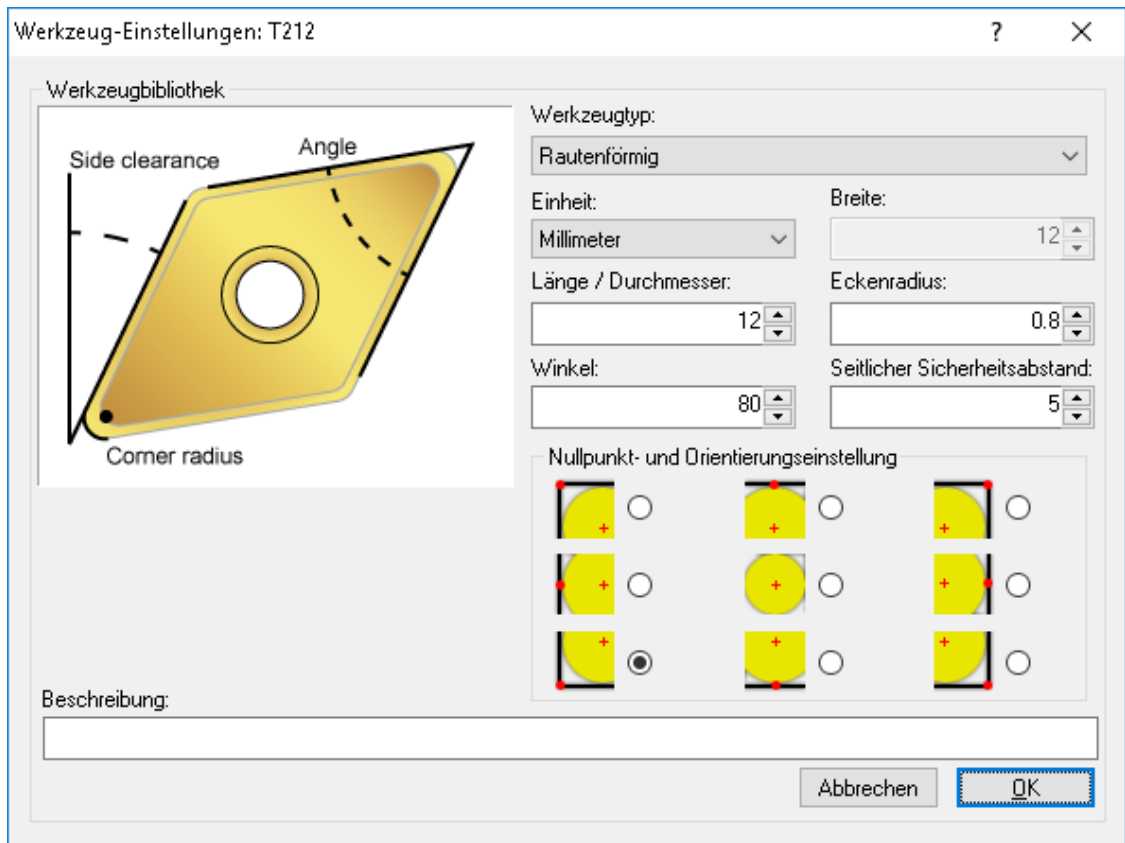 Werkzeug-Einstellungen: T212
?
Werkzeugbibliothek
Side clearance
Angle
Corner radius
Werkzeugtyp:
Rautenförmig
Einheit:
Breite:
Millimeter
12
Länge / Durchmesser:
Eckenradius:
12
0.8
Winkel:
Seitlicher Sicherheitsabstand:
80
5
Nullpunkt- und Orientierungseinstellung
Beschreibung:
Abbrechen
OK